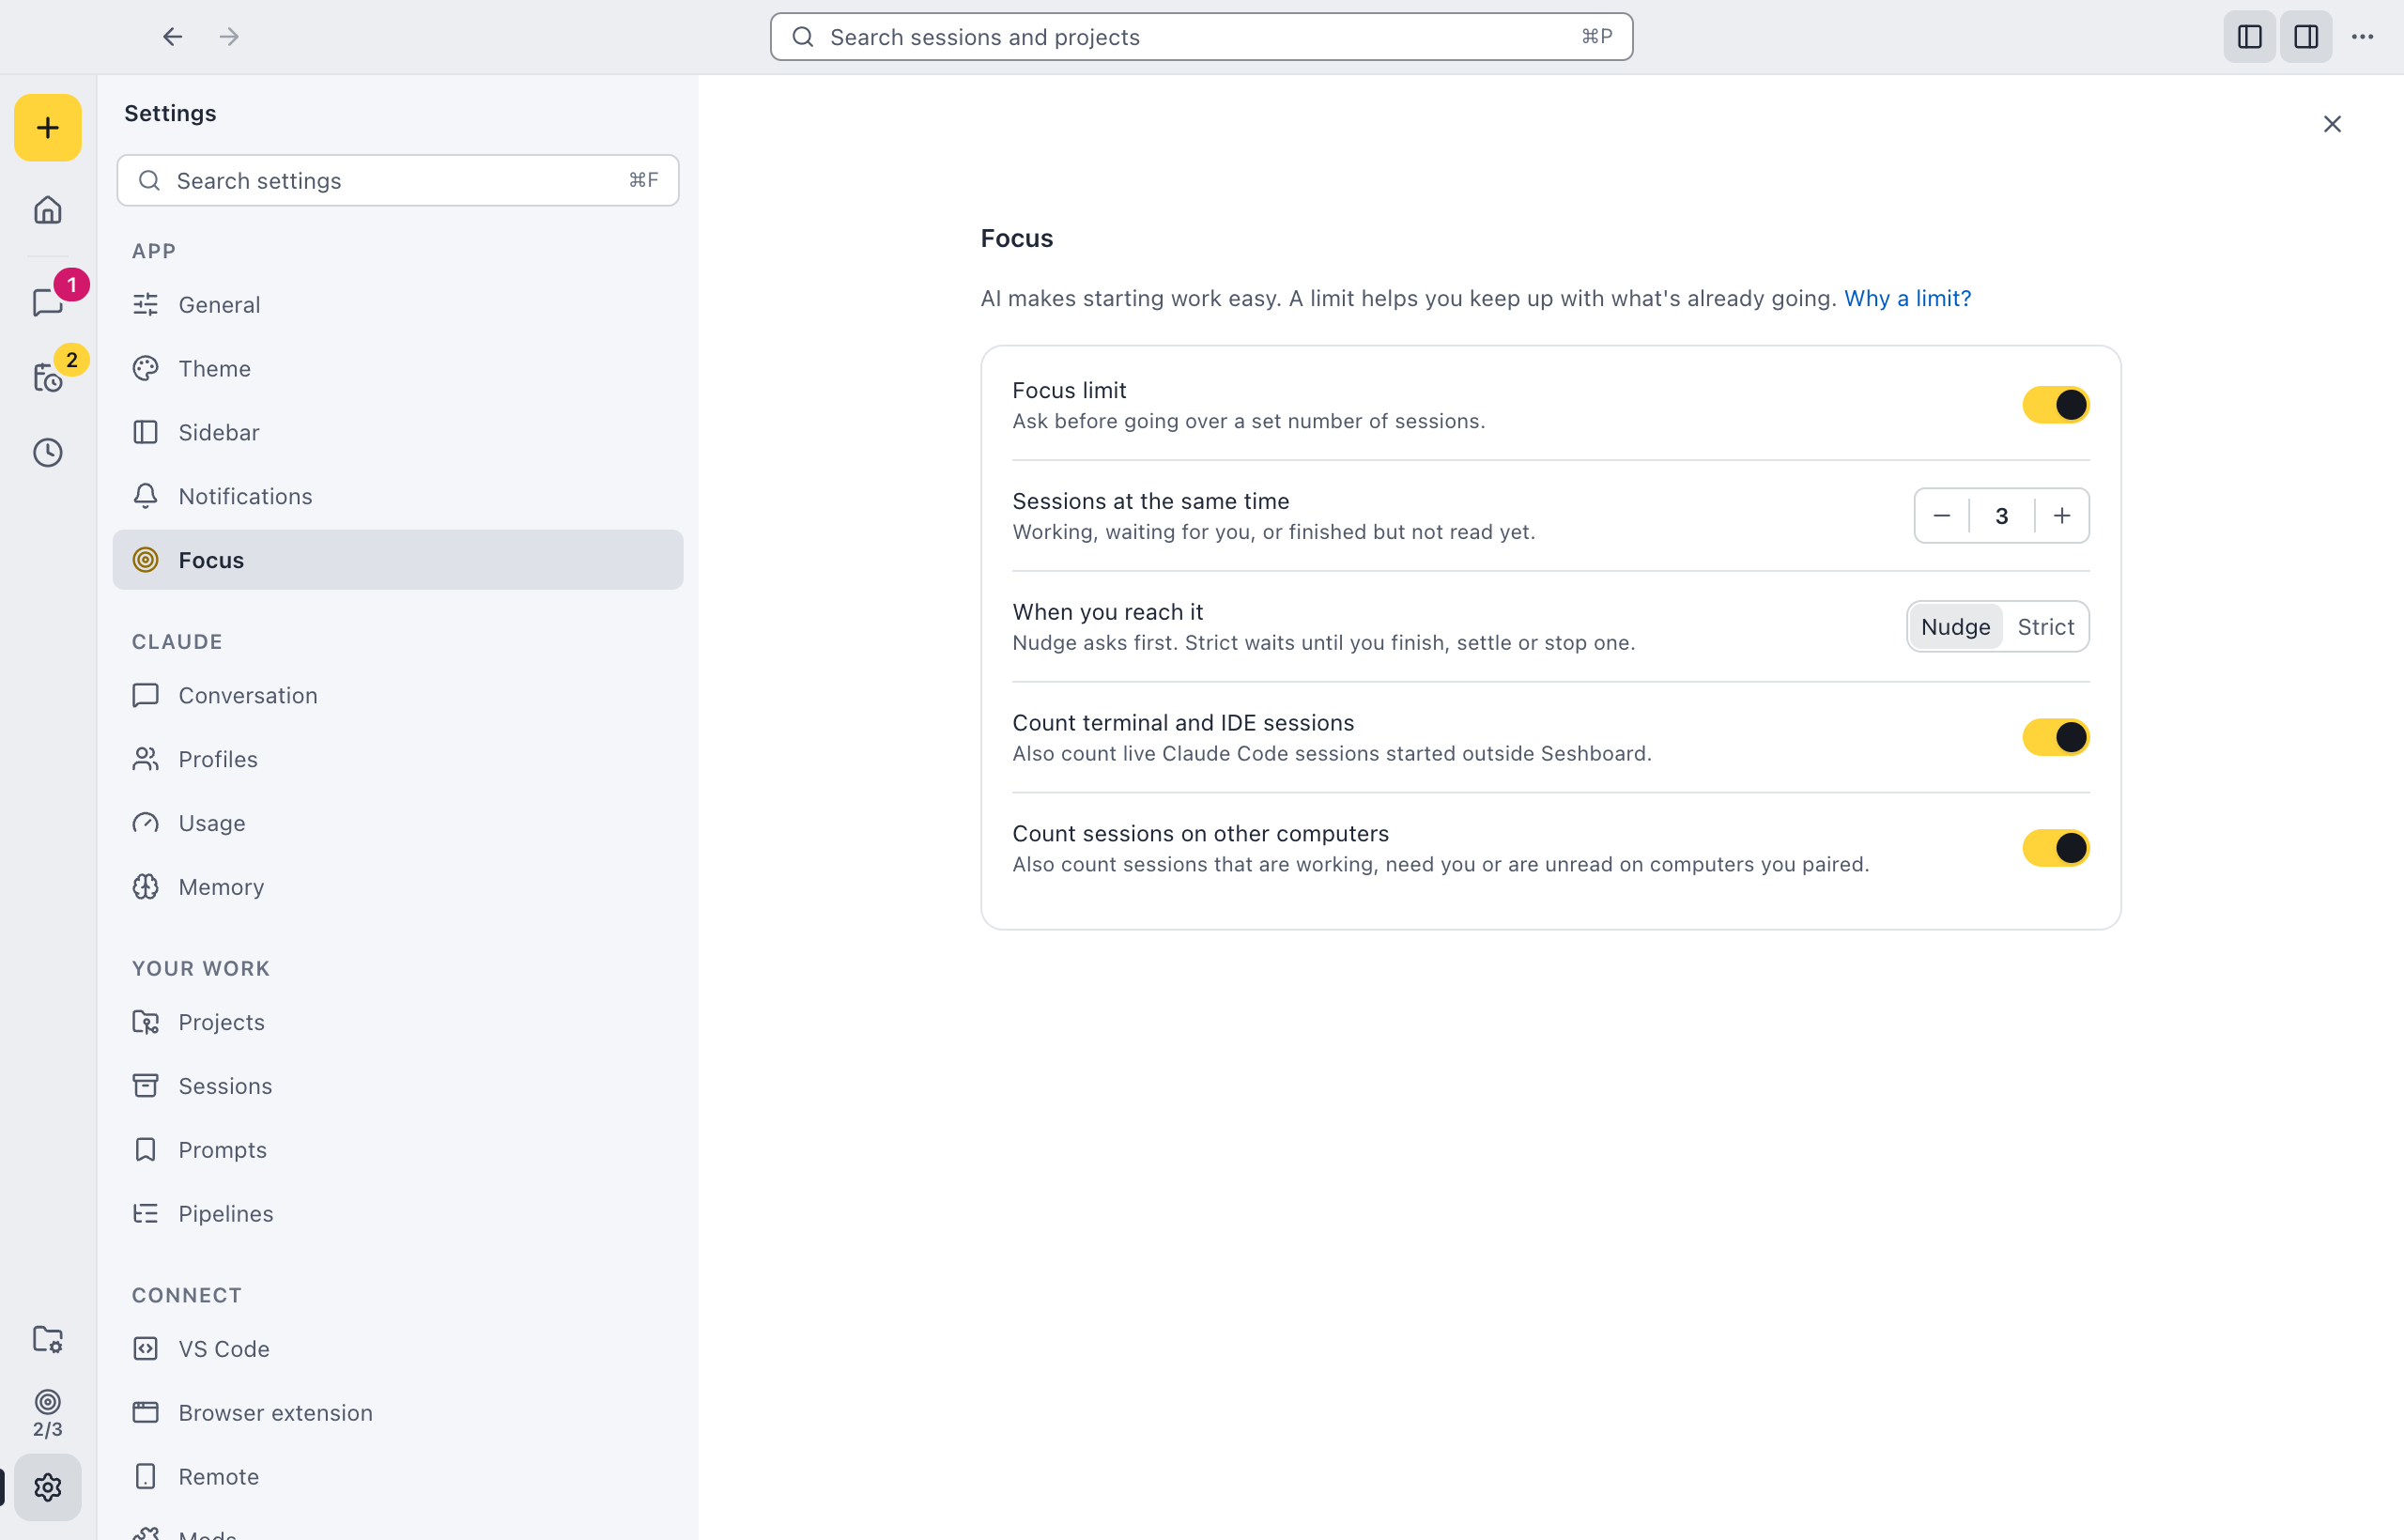 Search sessions and projects ⌘P
Settings
Search settings ⌘F
APP
General
Theme
Sidebar
Notifications
Focus
CLAUDE
Conversation
Profiles
Usage
Memory
YOUR WORK
Projects
Sessions
Prompts
Pipelines
CONNECT
VS Code
Browser extension
Remote
Mods
1
2
2/3
Focus
AI makes starting work easy. A limit helps you keep up with what's already going. Why a limit?
Focus limit
Ask before going over a set number of sessions.
Sessions at the same time
Working, waiting for you, or finished but not read yet.
3
When you reach it
Nudge asks first. Strict waits until you finish, settle or stop one.
Nudge Strict
Count terminal and IDE sessions
Also count live Claude Code sessions started outside Seshboard.
Count sessions on other computers
Also count sessions that are working, need you or are unread on computers you paired.